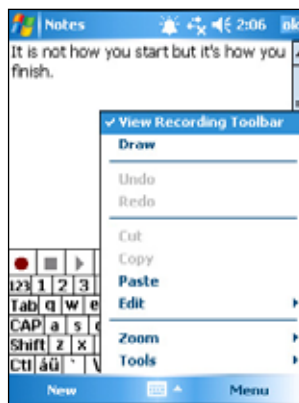 Notes 2:06 ok
It is not how you start but it's how you
finish.
View Recording Toolbar
Draw
Undo
Redo
Cut
Copy
Paste
Edit
Zoom
Tools
123 1 2 3
Tab q w e
CAP a s d
Shift z x
Ctl áü ` \
New Menu